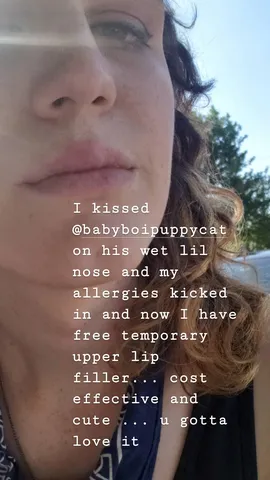 I kissed
@babyboipuppycat
on his wet lil
nose and my
allergies kicked
in and now I have
free temporary
upper lip
filler... cost
effective and
cute ... u gotta
love it